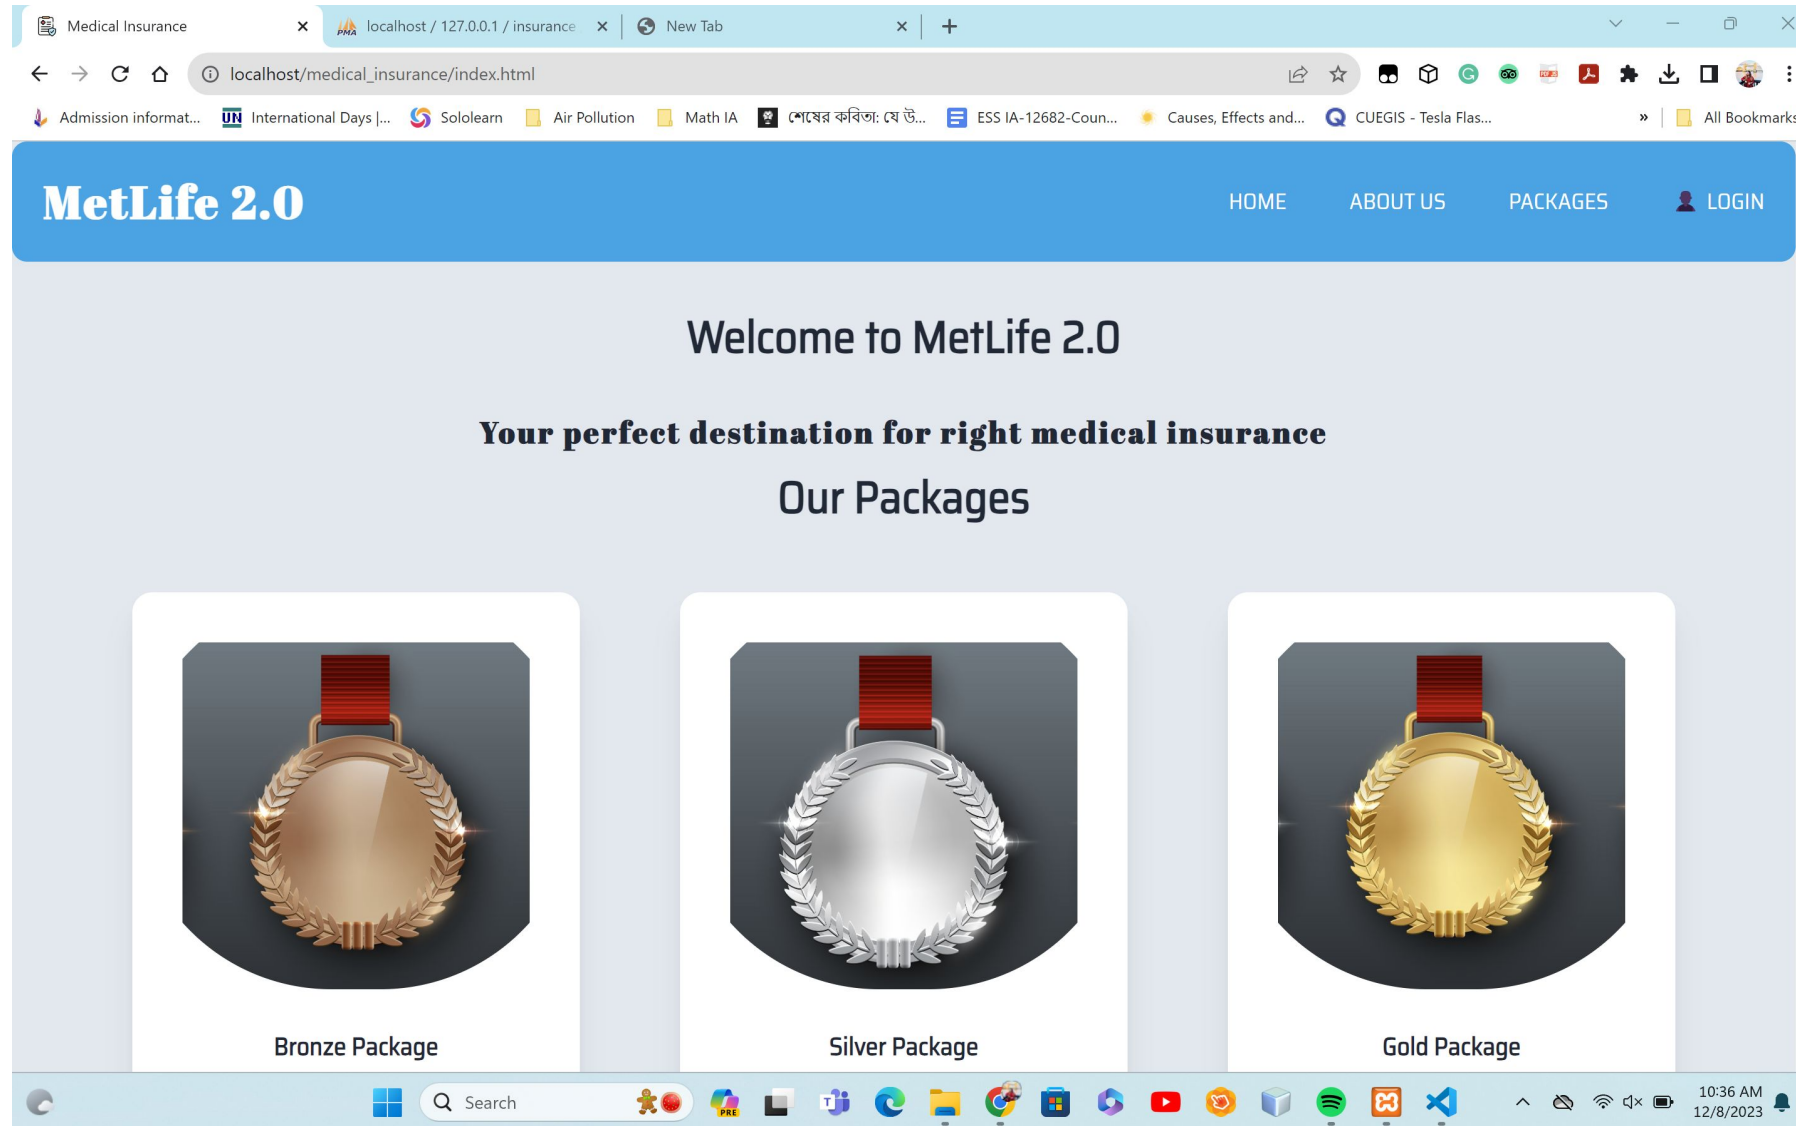 Medical Insurance
localhost / 127.0.0.1 / insurance
New Tab
localhost/medical_insurance/index.html
Admission informat...
International Days |...
Sololearn
Air Pollution
Math IA
শেষের কবিতা: যে উ...
ESS IA-12682-Coun...
Causes, Effects and...
CUEGIS - Tesla Flas...
»
All Bookmarks
MetLife 2.0
HOME
ABOUT US
PACKAGES
LOGIN
Welcome to MetLife 2.0
Your perfect destination for right medical insurance
Our Packages
Bronze Package
Silver Package
Gold Package
Search
PRE
10:36 AM
12/8/2023